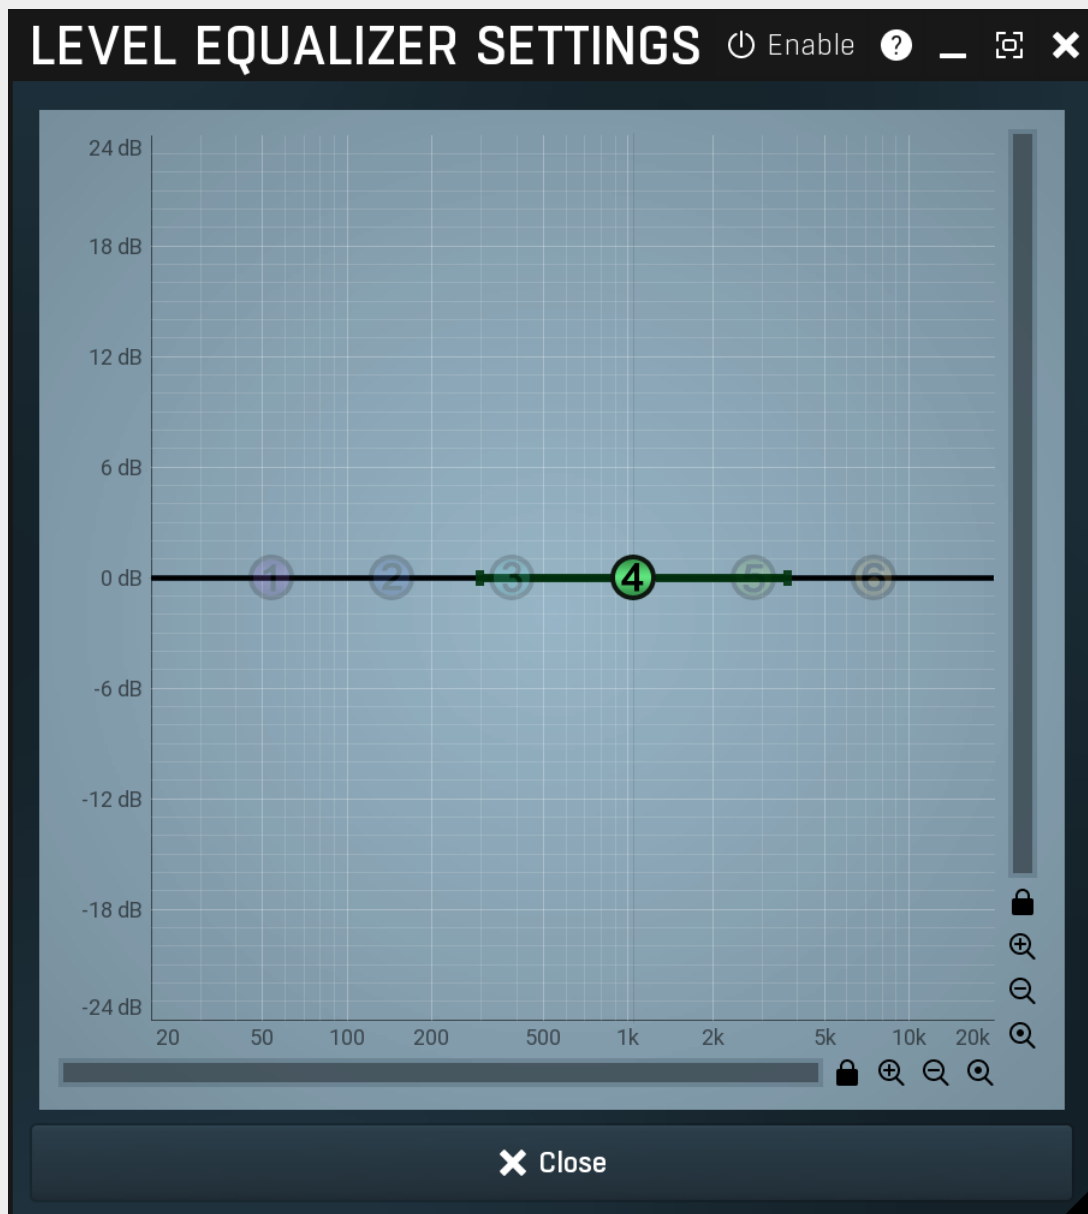 LEVEL EQUALIZER SETTINGS Enable ?
24 dB
18 dB
12 dB
6 dB
0 dB 1 2 3 4 5 6
-6 dB
-12 dB
-18 dB
-24 dB
20 50 100 200 500 1k 2k 5k 10k 20k
Close